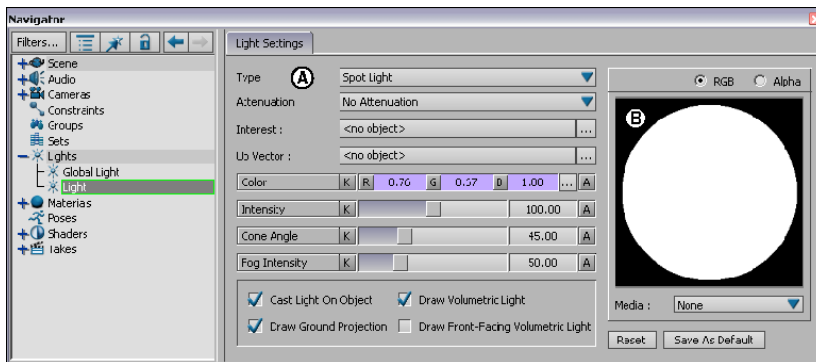 Navigator
Filters...
Scene
Audio
Cameras
Constraints
Groups
Sets
Lights
Global Light
Light
Materials
Poses
Shaders
Takes
Light Settings
Type A Spot Light
Attenuation No Attenuation
Interest : <no object> ...
Up Vector : <no object> ...
Color K R 0.76 G 0.67 B 1.00 ... A
Intensity K 100.00 A
Cone Angle K 45.00 A
Fog Intensity K 50.00 A
Cast Light On Object Draw Volumetric Light
Draw Ground Projection Draw Front-Facing Volumetric Light
RGB Alpha
B
Media : None
Reset Save As Default